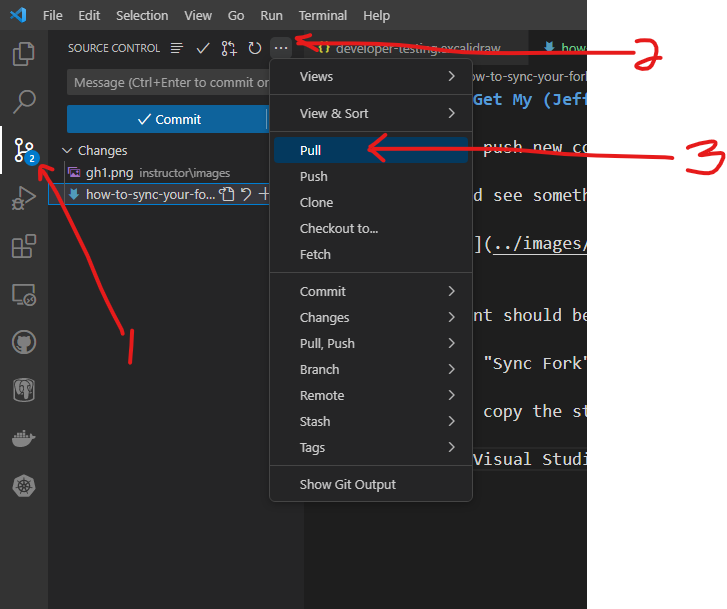 File Edit Selection View Go Run Terminal Help
SOURCE CONTROL ··· {} developer-testing.excalidraw how
2
Message (Ctrl+Enter to commit or
Views
how-to-sync-your-fork
Get My (Jeff
Commit
View & Sort
Changes
Pull
push new co
3
2
gh1.png instructor\images
Push
how-to-sync-your-fo...
d see someth
Clone
Checkout to...
](../images/
Fetch
Commit
Changes
nt should be
1
Pull, Push
Branch
"Sync Fork"
Remote
copy the st
Stash
Tags
Visual Studi
Show Git Output